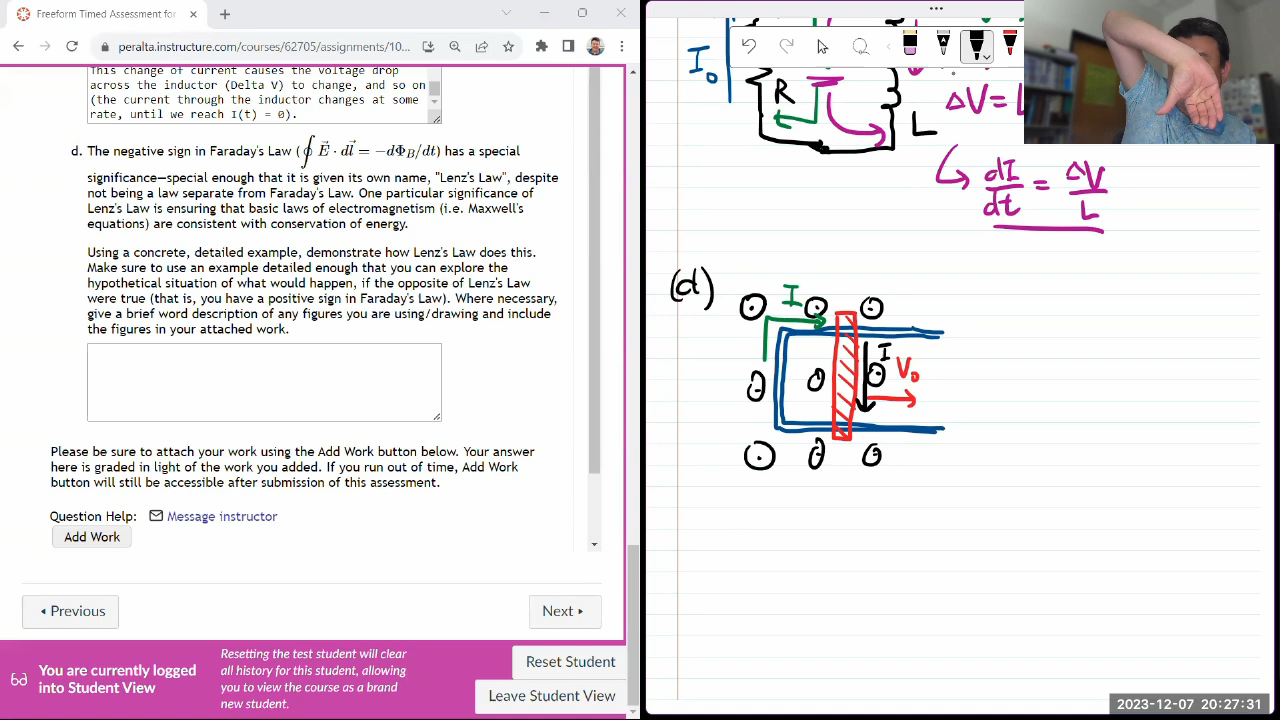 Freeform Timed Assessment for
peralta.instructure.com/courses/62705/assignments/10...
This change of current causes the voltage drop
across the inductor (Delta V) to change, and so on
(the current through the inductor changes at some
rate, until we reach I(t) = 0).
d. The negative sign in Faraday's Law (∮ E⃗ · dl⃗ = −dΦ_B/dt) has a special
significance—special enough that it is given its own name, "Lenz's Law", despite
not being a law separate from Faraday's Law. One particular significance of
Lenz's Law is ensuring that basic laws of electromagnetism (i.e. Maxwell's
equations) are consistent with conservation of energy.
Using a concrete, detailed example, demonstrate how Lenz's Law does this.
Make sure to use an example detailed enough that you can explore the
hypothetical situation of what would happen, if the opposite of Lenz's Law
were true (that is, you have a positive sign in Faraday's Law). Where necessary,
give a brief word description of any figures you are using/drawing and include
the figures in your attached work.
Please be sure to attach your work using the Add Work button below. Your answer
here is graded in light of the work you added. If you run out of time, Add Work
button will still be accessible after submission of this assessment.
Question Help: Message instructor
Add Work
Previous
Next
You are currently logged
into Student View
Resetting the test student will clear
all history for this student, allowing
you to view the course as a brand
new student.
Reset Student
Leave Student View
I₀
R
L
ΔV = L
dI/dt = ΔV/L
(d)
I
I
V₀
2023-12-07 20:27:31